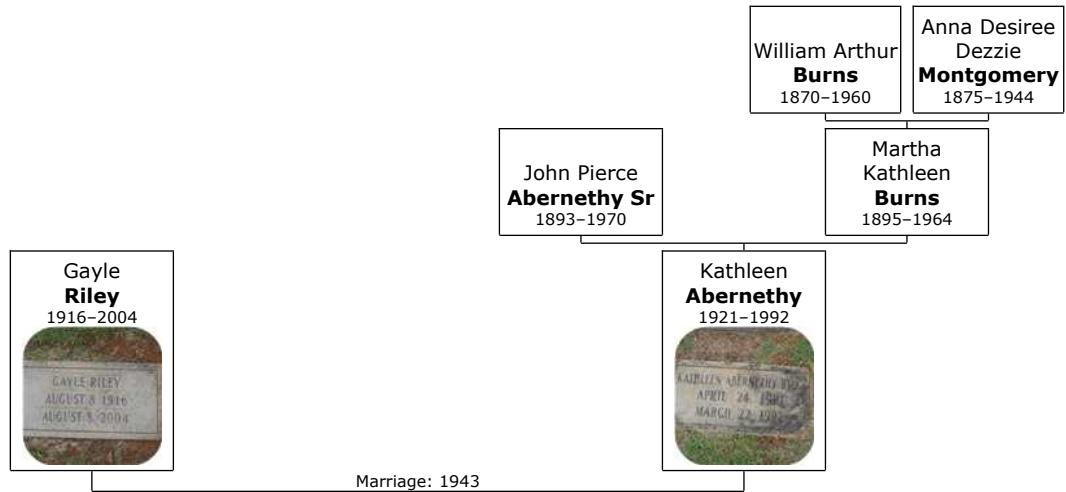 William Arthur
Burns
1870–1960
Anna Desiree
Dezzie
Montgomery
1875–1944
John Pierce
Abernethy Sr
1893–1970
Martha
Kathleen
Burns
1895–1964
Gayle
Riley
1916–2004
GAYLE RILEY
AUGUST 8 1916
AUGUST 8 2004
Kathleen
Abernethy
1921–1992
KATHLEEN ABERNETHY
APRIL 24
MARCH 22
Marriage: 1943